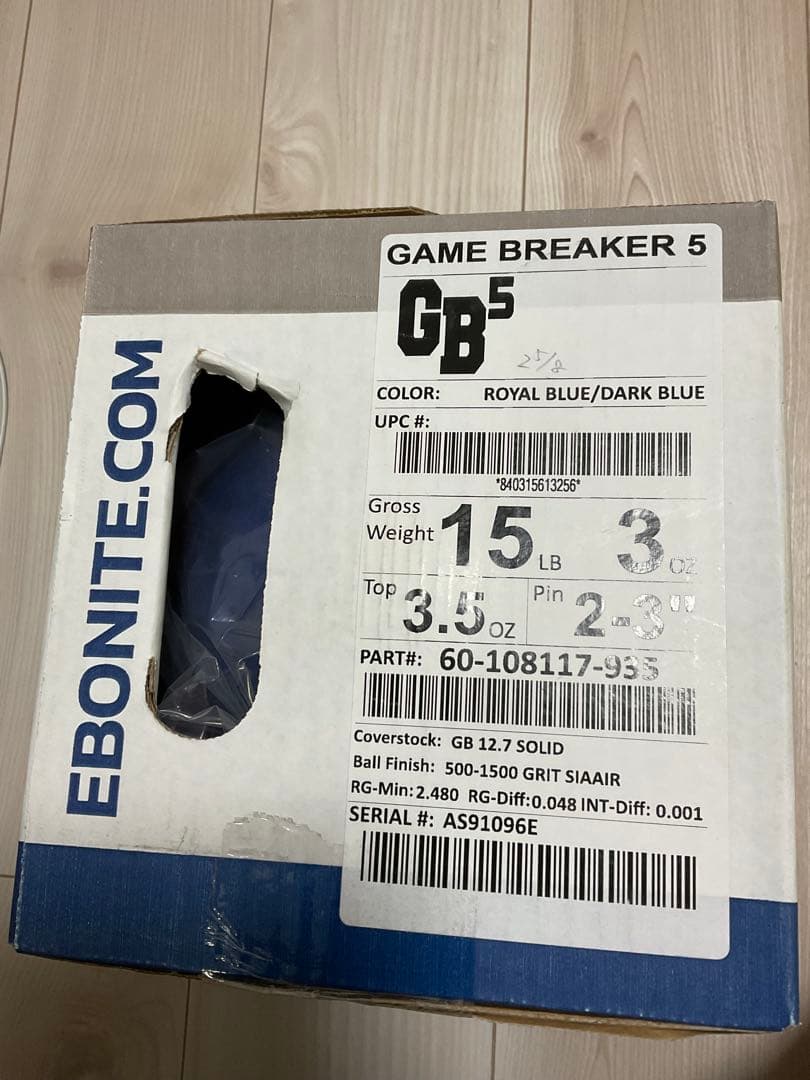 EBONITE.COM
GAME BREAKER 5
GB5
2 5/8
COLOR: ROYAL BLUE/DARK BLUE
UPC #:
*840315613256*
Gross Weight 15 LB 3 OZ
Top 3.5 OZ Pin 2-3"
PART#: 60-108117-935
Coverstock: GB 12.7 SOLID
Ball Finish: 500-1500 GRIT SIAAIR
RG-Min: 2.480 RG-Diff: 0.048 INT-Diff: 0.001
SERIAL #: AS91096E